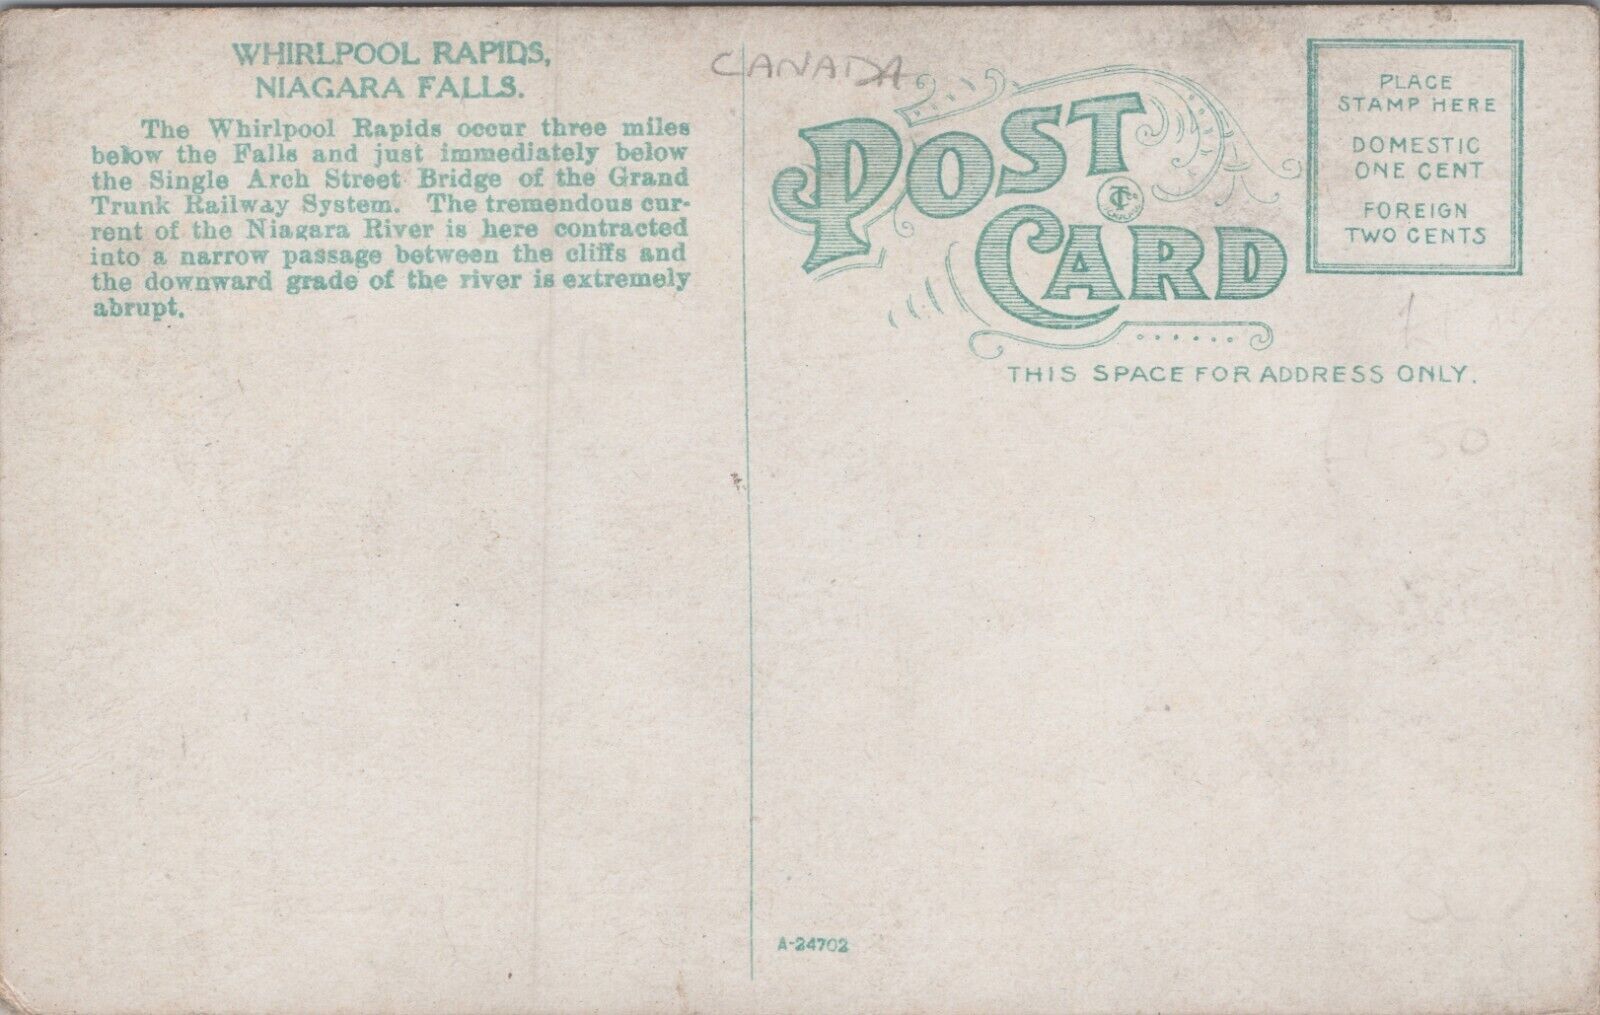 WHIRLPOOL RAPIDS,
NIAGARA FALLS.
The Whirlpool Rapids occur three miles
below the Falls and just immediately below
the Single Arch Street Bridge of the Grand
Trunk Railway System. The tremendous cur-
rent of the Niagara River is here contracted
into a narrow passage between the cliffs and
the downward grade of the river is extremely
abrupt.
CANADA
POST
CARD
PLACE
STAMP HERE
DOMESTIC
ONE CENT
FOREIGN
TWO CENTS
THIS SPACE FOR ADDRESS ONLY.
A-24702